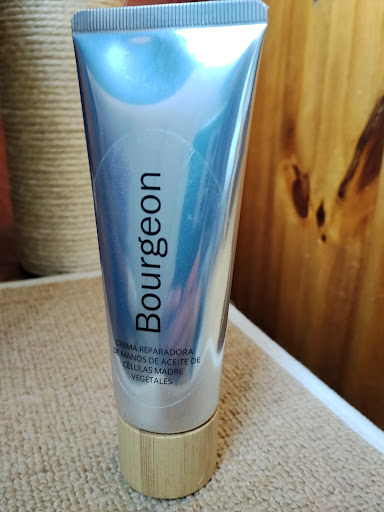 Bourgeon
CREMA REPARADORA
DE MANOS DE ACEITE DE
CÉLULAS MADRE
VEGETALES